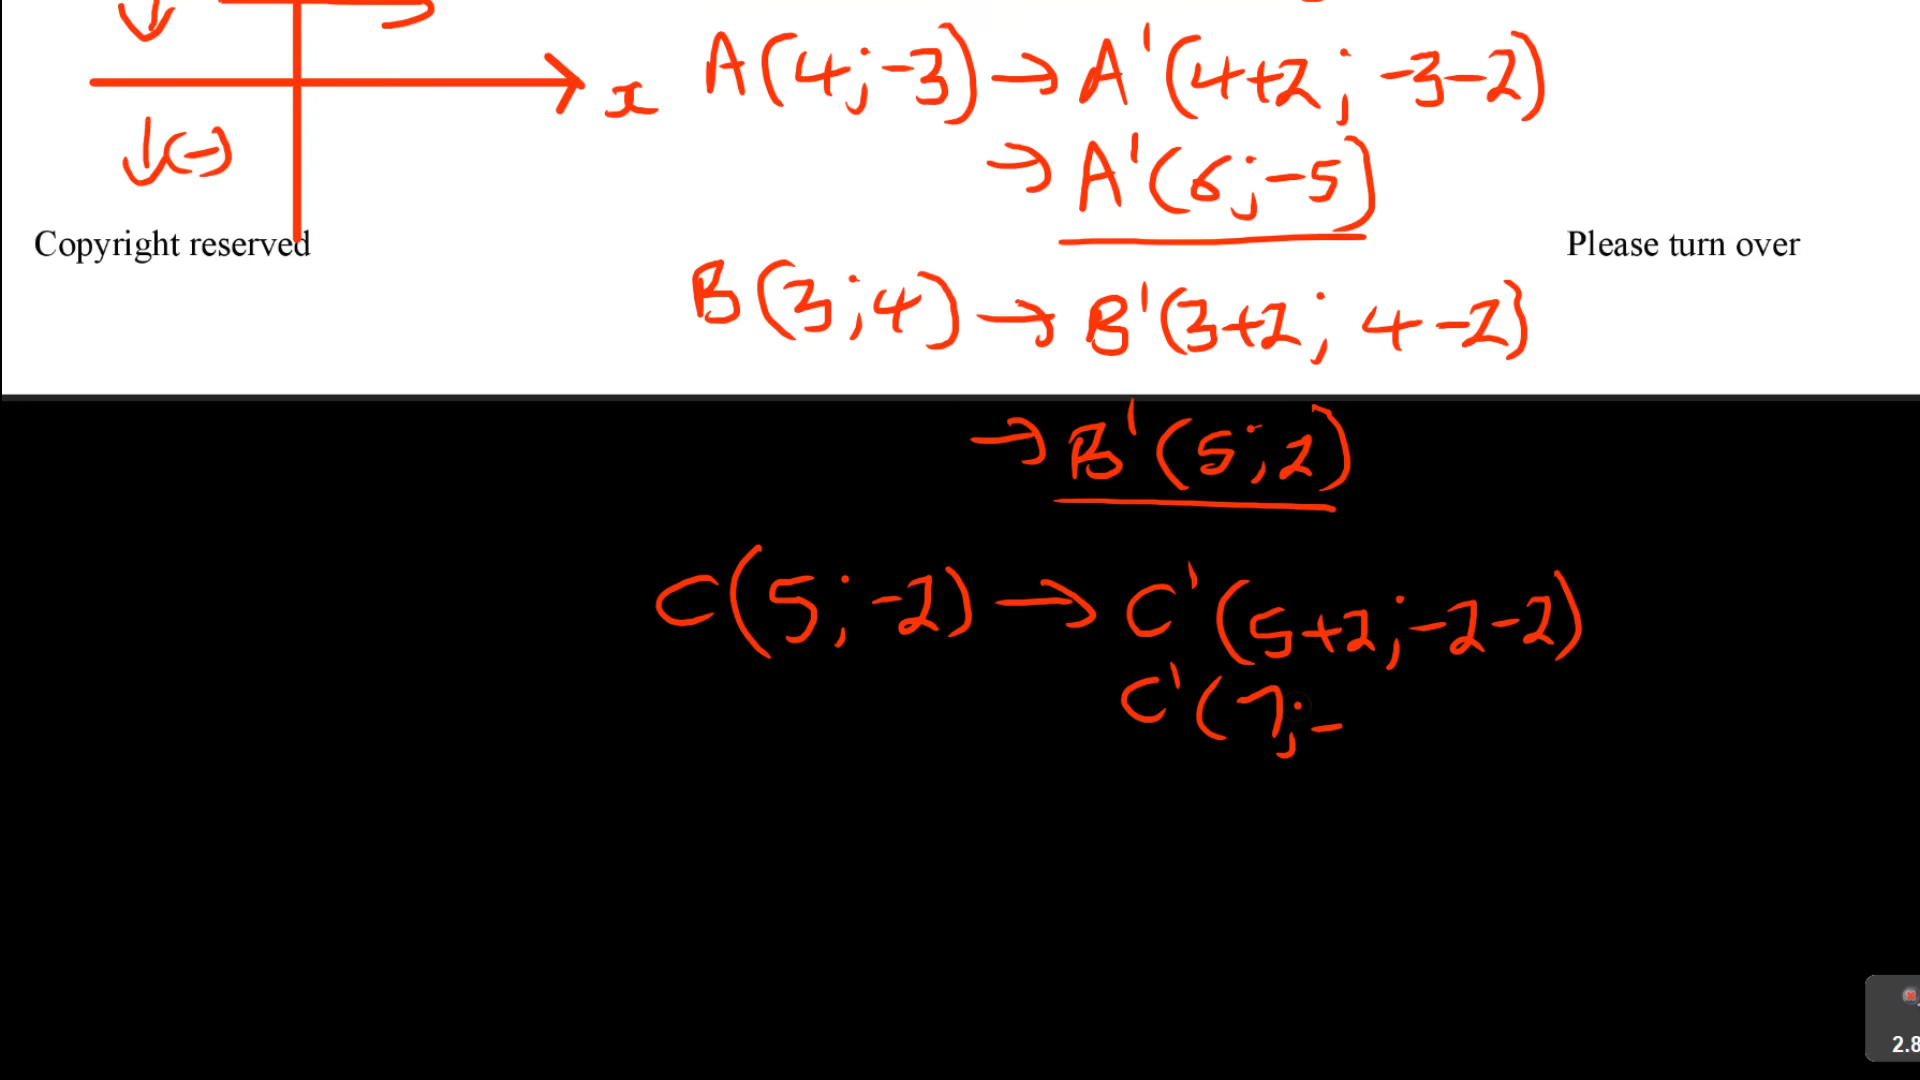 A(4;-3) → A'(4+2; -3-2)
x
↓(-)
→ A'(6;-5)
Copyright reserved
Please turn over
B(3;4) → B'(3+2; 4-2)
→ B'(5;2)
C(5;-2) → C'(5+2;-2-2)
C'(7;-
2.8